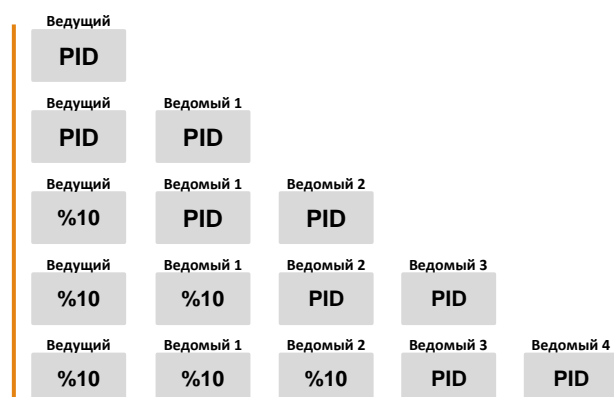 Ведущий
PID
Ведущий Ведомый 1
PID PID
Ведущий Ведомый 1 Ведомый 2
%10 PID PID
Ведущий Ведомый 1 Ведомый 2 Ведомый 3
%10 %10 PID PID
Ведущий Ведомый 1 Ведомый 2 Ведомый 3 Ведомый 4
%10 %10 %10 PID PID